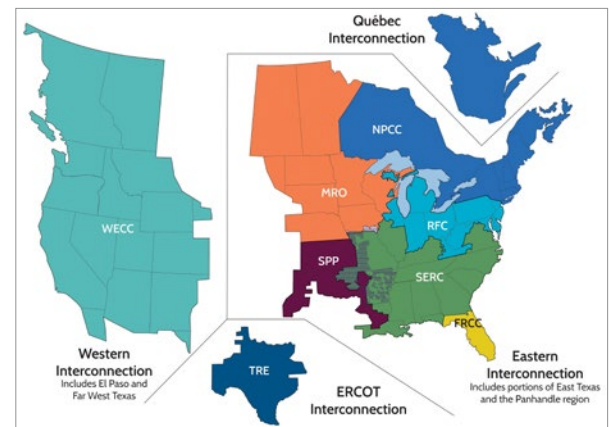 Québec
Interconnection
NPCC
MRO
RFC
WECC
SPP
SERC
FRCC
Western
Interconnection
Includes El Paso and
Far West Texas
TRE
ERCOT
Interconnection
Eastern
Interconnection
Includes portions of East Texas
and the Panhandle region